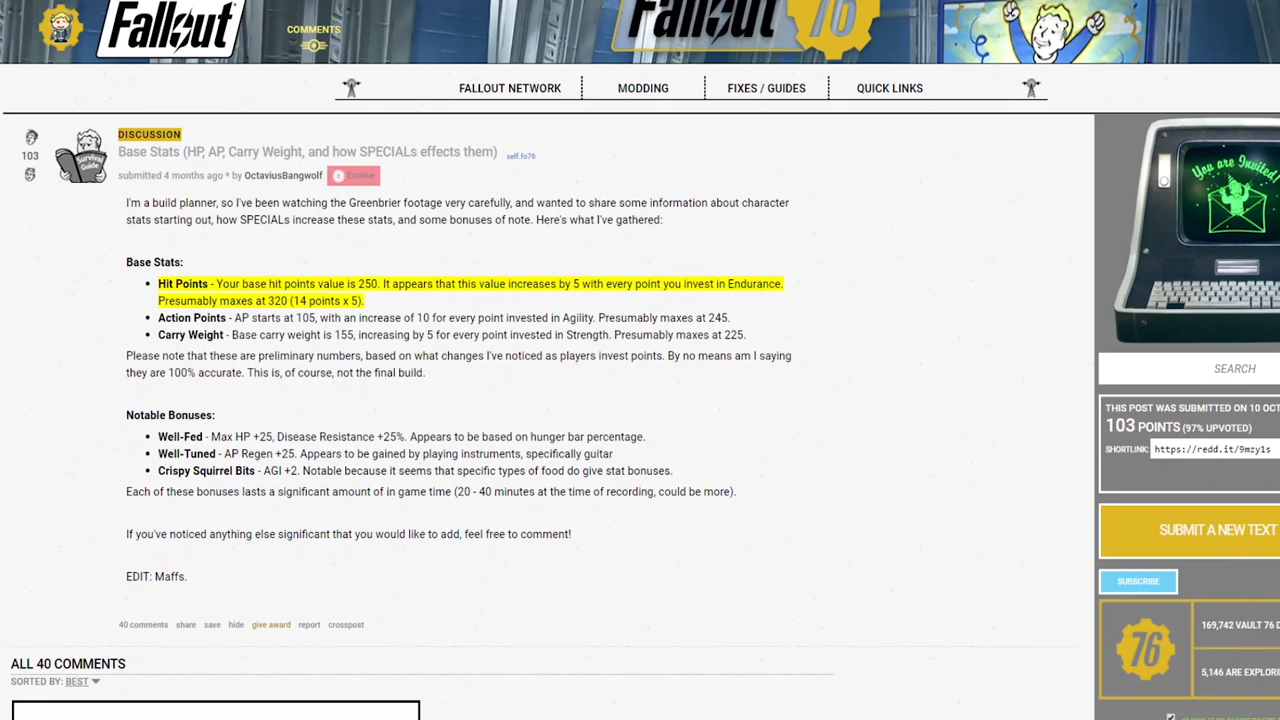 Fallout
COMMENTS
Fallout 76
FALLOUT NETWORK
MODDING
FIXES / GUIDES
QUICK LINKS
DISCUSSION
103
Survival Guide
Base Stats (HP, AP, Carry Weight, and how SPECIALs effects them) self.fo76
submitted 4 months ago * by OctaviusBangwolf Enclave
I'm a build planner, so I've been watching the Greenbrier footage very carefully, and wanted to share some information about character
stats starting out, how SPECIALs increase these stats, and some bonuses of note. Here's what I've gathered:
Base Stats:
• Hit Points - Your base hit points value is 250. It appears that this value increases by 5 with every point you invest in Endurance.
Presumably maxes at 320 (14 points x 5).
• Action Points - AP starts at 105, with an increase of 10 for every point invested in Agility. Presumably maxes at 245.
• Carry Weight - Base carry weight is 155, increasing by 5 for every point invested in Strength. Presumably maxes at 225.
Please note that these are preliminary numbers, based on what changes I've noticed as players invest points. By no means am I saying
they are 100% accurate. This is, of course, not the final build.
Notable Bonuses:
• Well-Fed - Max HP +25, Disease Resistance +25%. Appears to be based on hunger bar percentage.
• Well-Tuned - AP Regen +25. Appears to be gained by playing instruments, specifically guitar
• Crispy Squirrel Bits - AGI +2. Notable because it seems that specific types of food do give stat bonuses.
Each of these bonuses lasts a significant amount of in game time (20 - 40 minutes at the time of recording, could be more).
If you've noticed anything else significant that you would like to add, feel free to comment!
EDIT: Maffs.
40 comments share save hide give award report crosspost
ALL 40 COMMENTS
SORTED BY: BEST
You are Invited!
SEARCH
THIS POST WAS SUBMITTED ON 10 OCT
103 POINTS (97% UPVOTED)
SHORTLINK: https://redd.it/9mzy1s
SUBMIT A NEW TEXT
SUBSCRIBE
76
169,742 VAULT 76 D
5,146 ARE EXPLORI